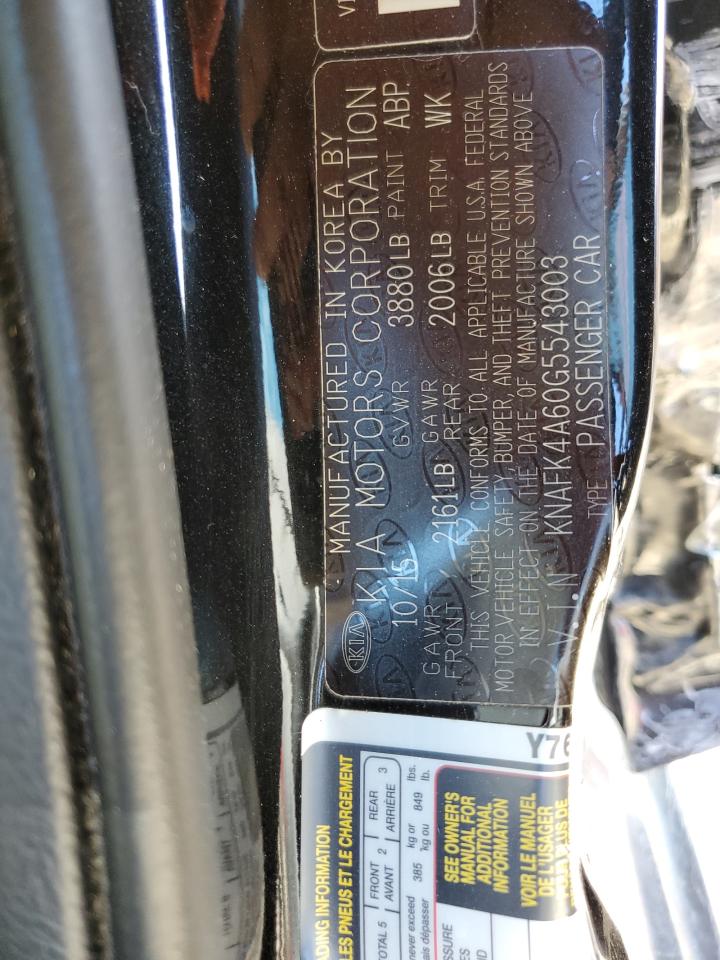 MANUFACTURED IN KOREA BY
KIA KIA MOTORS CORPORATION
10/15 GVWR 3880LB PAINT ABP
GAWR FRONT 2161LB GAWR REAR 2006LB TRIM WK
THIS VEHICLE CONFORMS TO ALL APPLICABLE U.S.A. FEDERAL
MOTOR VEHICLE SAFETY, BUMPER, AND THEFT PREVENTION STANDARDS
IN EFFECT ON THE DATE OF MANUFACTURE SHOWN ABOVE
V.I.N KNAFK4A60G5543003
TYPE : PASSENGER CAR
ADING INFORMATION
LES PNEUS ET LE CHARGEMENT
TOTAL 5 FRONT AVANT 2 REAR ARRIÈRE 3
never exceed 385 kg or 849 lbs.
ais dépasser kg ou lb.
SEE OWNER'S
MANUAL FOR
ADDITIONAL
INFORMATION
VOIR LE MANUEL
DE L'USAGER
Y76